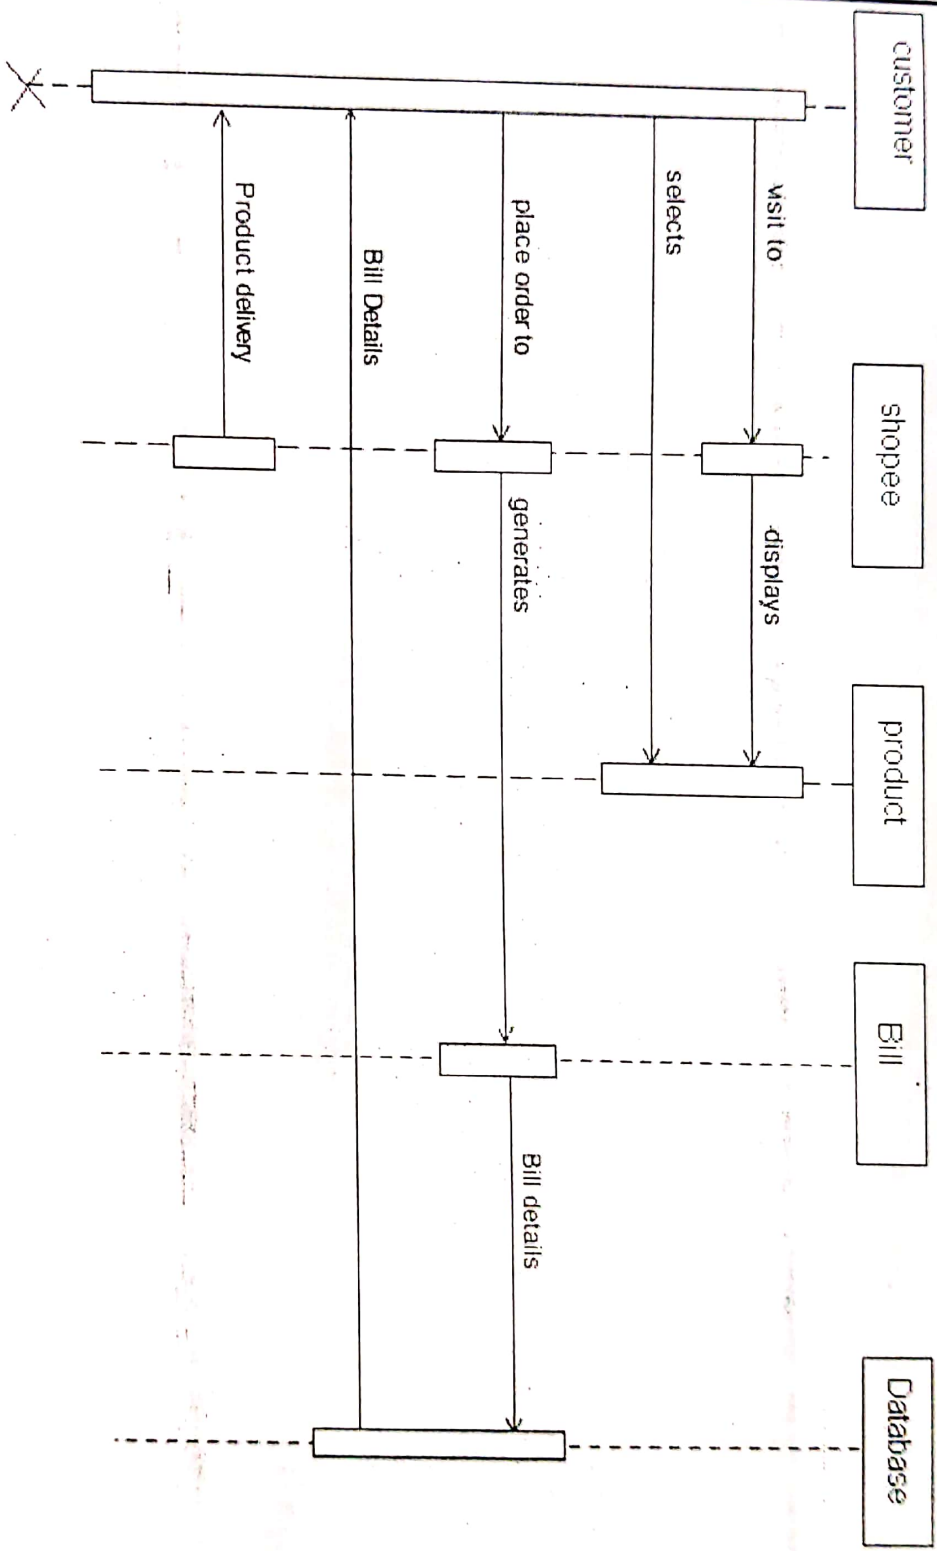 customer
shopee
product
Bill
Database
visit to
displays
selects
place order to
generates
Bill details
Bill Details
Product delivery